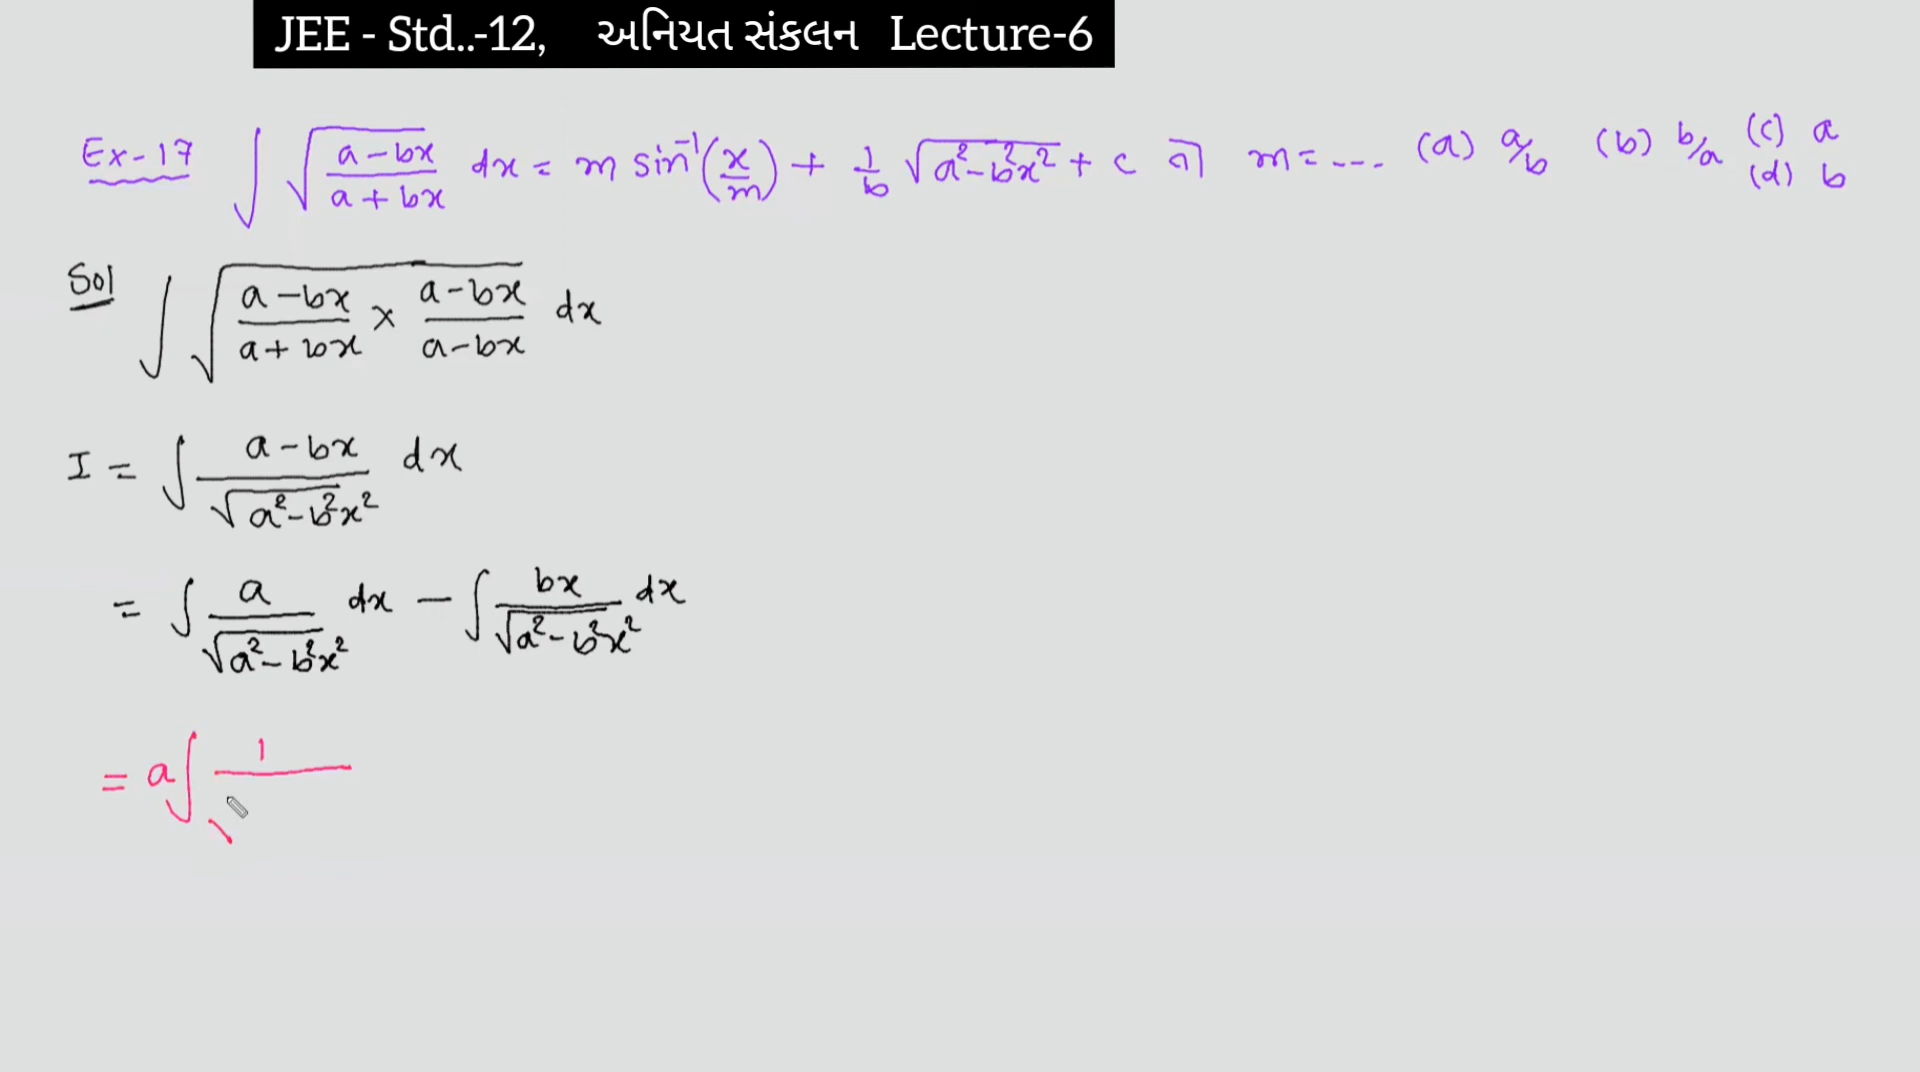 JEE - Std..-12, અનિયત સંકલન Lecture-6
Ex-17 ∫ √((a-bx)/(a+bx)) dx = m sin⁻¹(x/m) + 1/b √(a²-b²x²) + c તો m = ---. (a) a/b (b) b/a (c) a (d) b
Sol ∫ √((a-bx)/(a+bx) × (a-bx)/(a-bx)) dx
I = ∫ (a-bx)/√(a²-b²x²) dx
= ∫ a/√(a²-b²x²) dx - ∫ bx/√(a²-b²x²) dx
= a ∫ 1/